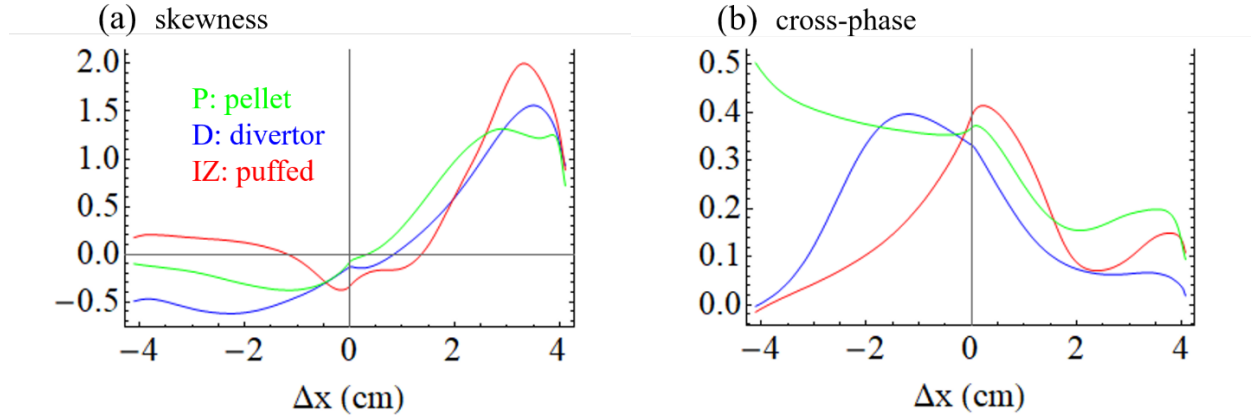 (a) skewness
2.0
1.5
1.0
0.5
0.0
−0.5
P: pellet
D: divertor
IZ: puffed
−4 −2 0 2 4
Δx (cm)
(b) cross-phase
0.5
0.4
0.3
0.2
0.1
0.0
−4 −2 0 2 4
Δx (cm)